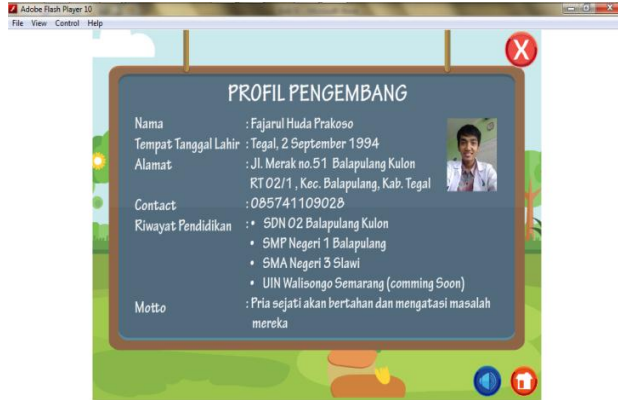 Adobe Flash Player 10
File View Control Help
X
PROFIL PENGEMBANG
Nama : Fajarul Huda Prakoso
Tempat Tanggal Lahir : Tegal, 2 September 1994
Alamat : Jl. Merak no.51 Balapulang Kulon
RT 02/1 , Kec. Balapulang, Kab. Tegal
Contact : 085741109028
Riwayat Pendidikan : • SDN 02 Balapulang Kulon
• SMP Negeri 1 Balapulang
• SMA Negeri 3 Slawi
• UIN Walisongo Semarang (comming Soon)
Motto : Pria sejati akan bertahan dan mengatasi masalah
mereka